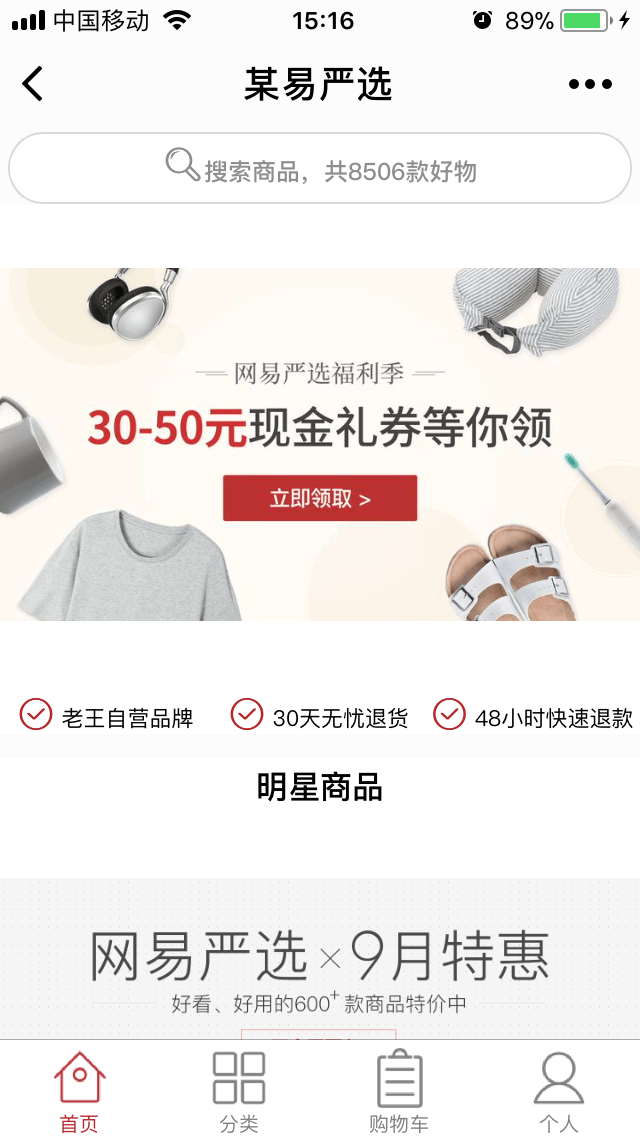 中国移动 15:16 89%
某易严选
搜索商品，共8506款好物
网易严选福利季
30-50元现金礼券等你领
立即领取 >
老王自营品牌 30天无忧退货 48小时快速退款
明星商品
网易严选×9月特惠
好看、好用的600+款商品特价中
首页 分类 购物车 个人